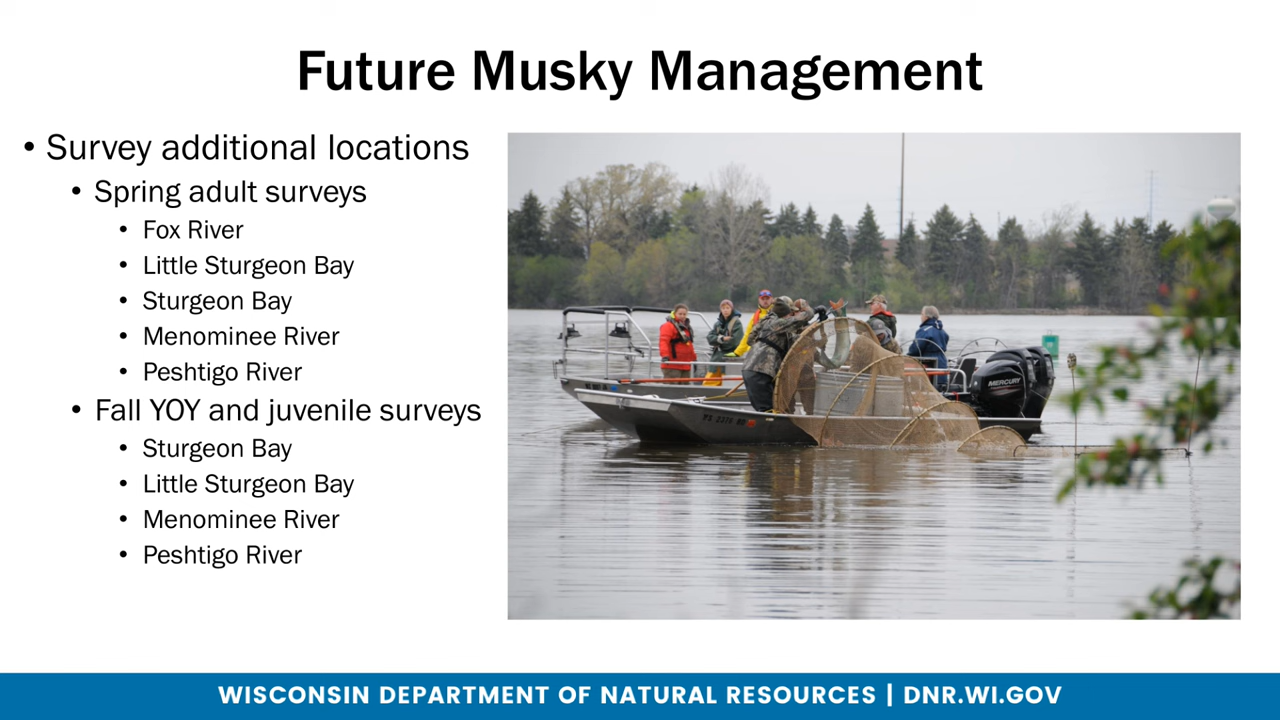 Future Musky Management
• Survey additional locations
• Spring adult surveys
• Fox River
• Little Sturgeon Bay
• Sturgeon Bay
• Menominee River
• Peshtigo River
• Fall YOY and juvenile surveys
• Sturgeon Bay
• Little Sturgeon Bay
• Menominee River
• Peshtigo River
MERCURY
WISCONSIN DEPARTMENT OF NATURAL RESOURCES | DNR.WI.GOV